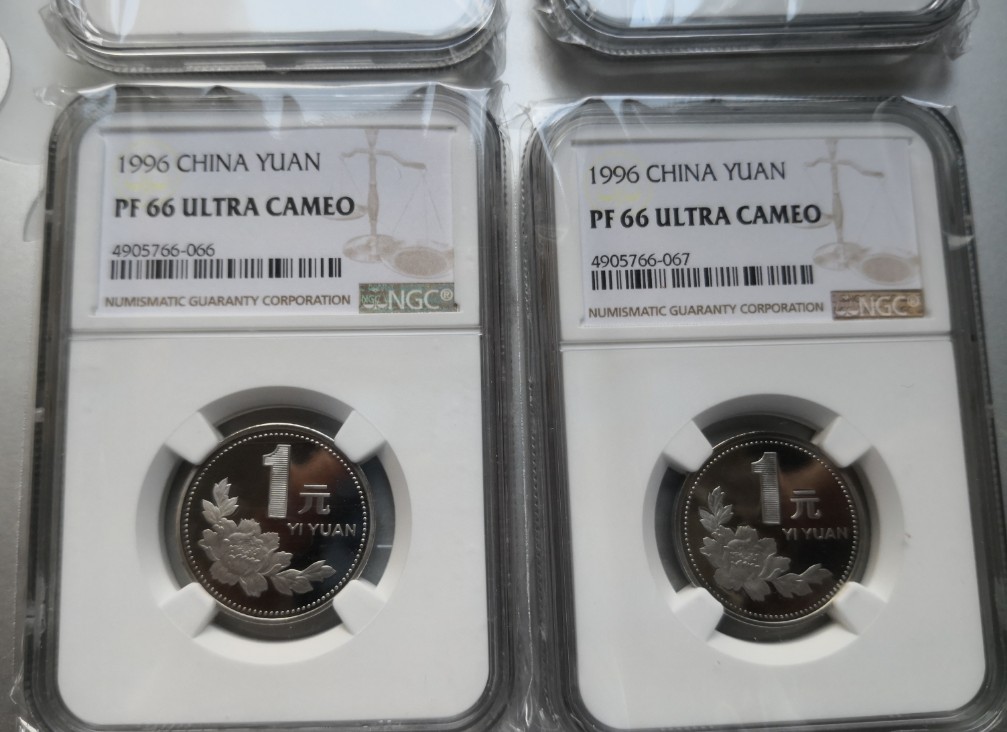 1996 CHINA YUAN
PF 66 ULTRA CAMEO
4905766-066
NUMISMATIC GUARANTY CORPORATION
NGC NGC®
1元
YI YUAN
1996 CHINA YUAN
PF 66 ULTRA CAMEO
4905766-067
NUMISMATIC GUARANTY CORPORATION
NGC®
1元
YI YUAN